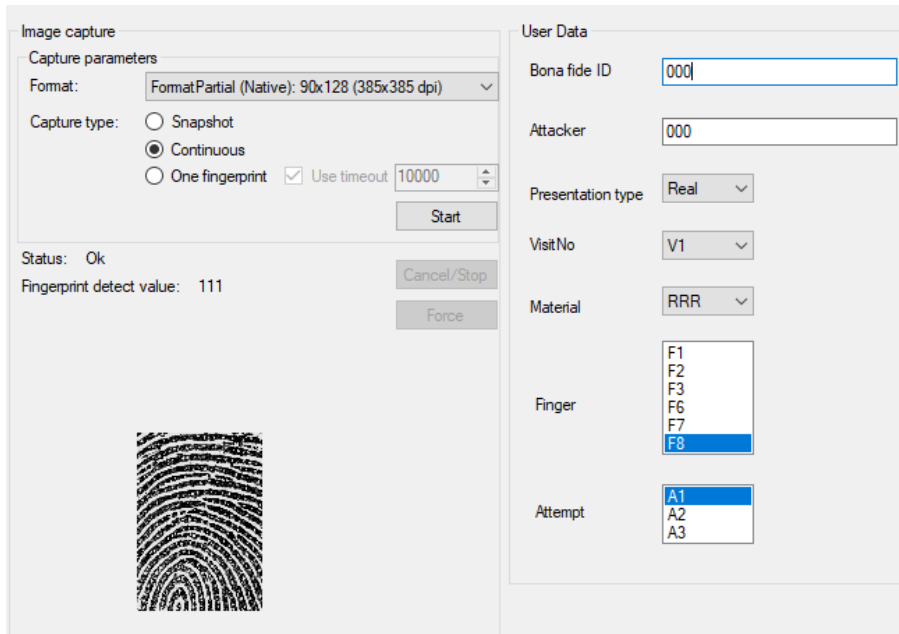 Image capture
Capture parameters
Format: FormatPartial (Native): 90x128 (385x385 dpi)
Capture type: Snapshot
Continuous
One fingerprint Use timeout 10000
Start
Status: Ok
Cancel/Stop
Fingerprint detect value: 111
Force
User Data
Bona fide ID 000
Attacker 000
Presentation type Real
VisitNo V1
Material RRR
Finger
F1
F2
F3
F6
F7
F8
Attempt
A1
A2
A3